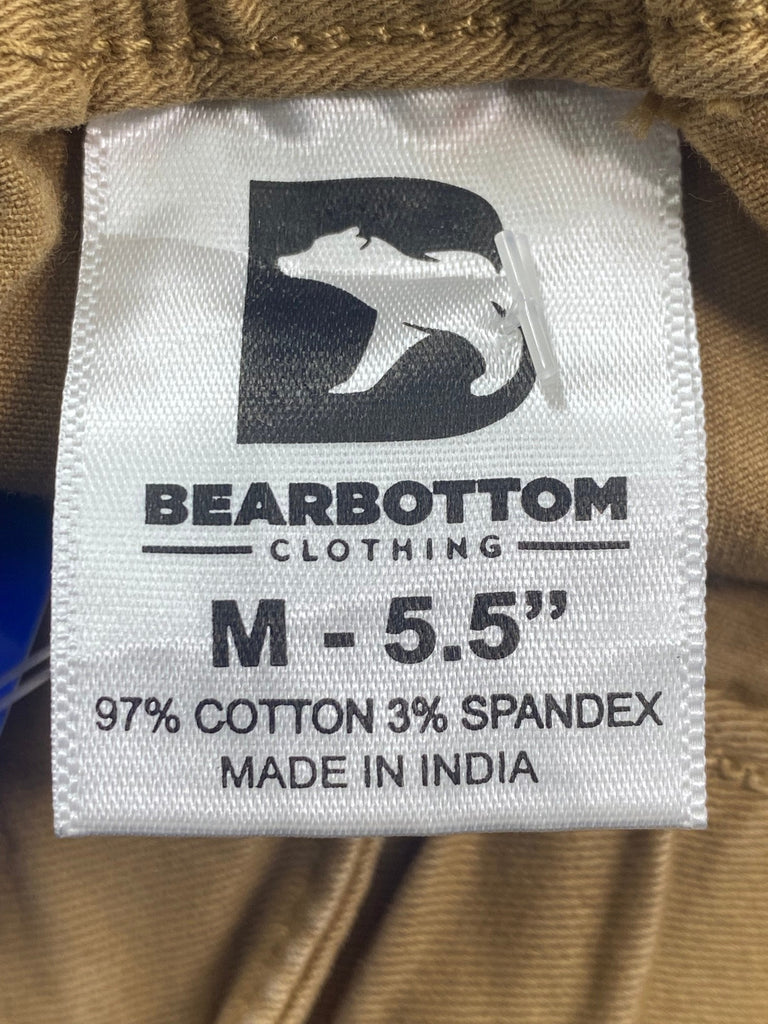 BEARBOTTOM
CLOTHING
M - 5.5”
97% COTTON 3% SPANDEX
MADE IN INDIA